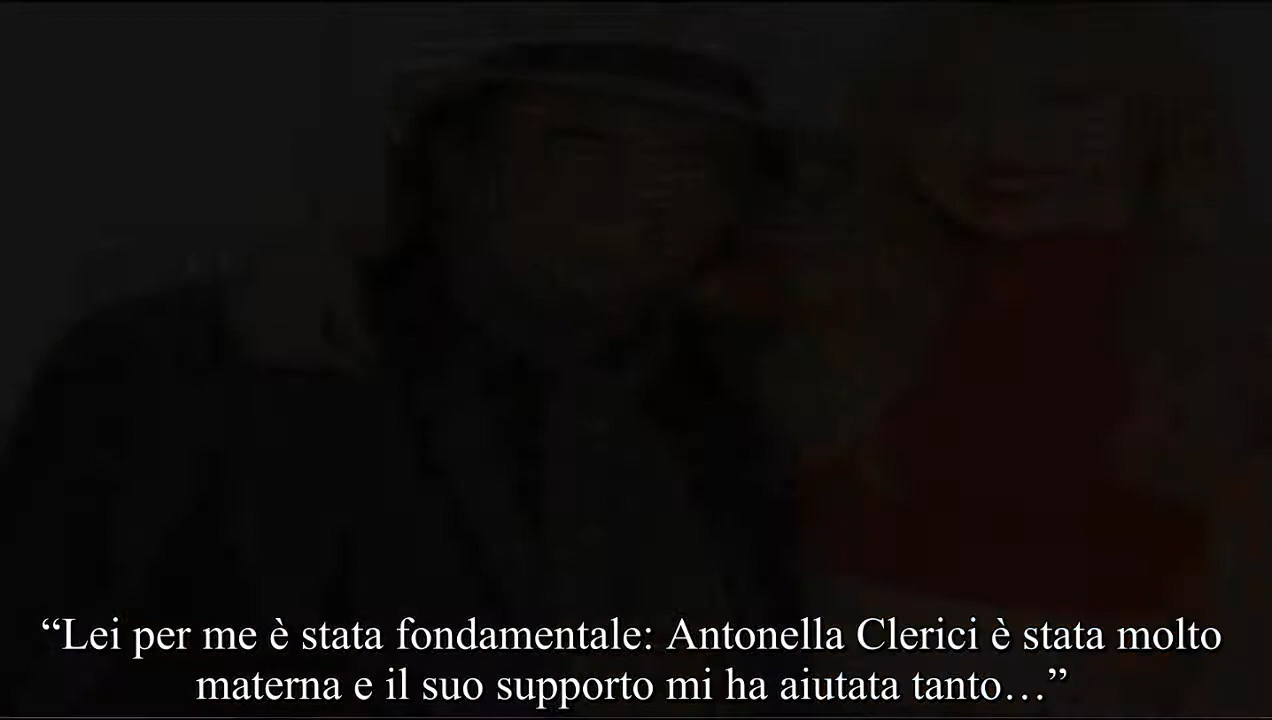 “Lei per me è stata fondamentale: Antonella Clerici è stata molto
materna e il suo supporto mi ha aiutata tanto…”